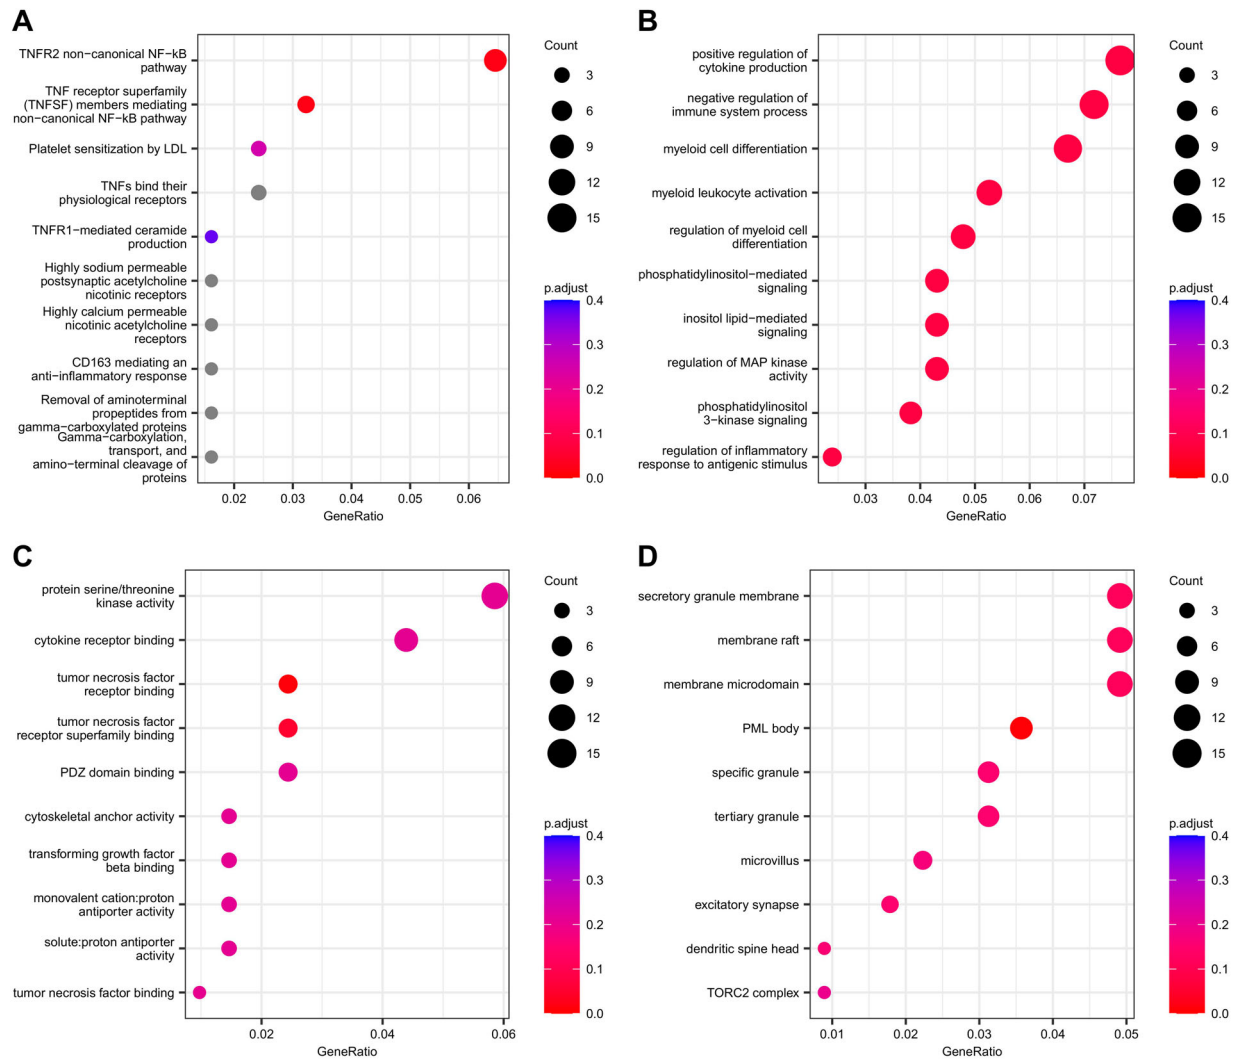 A
TNFR2 non−canonical NF−kB
pathway
TNF receptor superfamily
(TNFSF) members mediating
non−canonical NF−kB pathway
Platelet sensitization by LDL
TNFs bind their
physiological receptors
TNFR1−mediated ceramide
production
Highly sodium permeable
postsynaptic acetylcholine
nicotinic receptors
Highly calcium permeable
nicotinic acetylcholine
receptors
CD163 mediating an
anti−inflammatory response
Removal of aminoterminal
propeptides from
gamma−carboxylated proteins
Gamma−carboxylation,
transport, and
amino−terminal cleavage of
proteins
0.02 0.03 0.04 0.05 0.06
GeneRatio
Count
3
6
9
12
15
p.adjust
0.4
0.3
0.2
0.1
0.0
B
positive regulation of
cytokine production
negative regulation of
immune system process
myeloid cell differentiation
myeloid leukocyte activation
regulation of myeloid cell
differentiation
phosphatidylinositol−mediated
signaling
inositol lipid−mediated
signaling
regulation of MAP kinase
activity
phosphatidylinositol
3−kinase signaling
regulation of inflammatory
response to antigenic stimulus
0.03 0.04 0.05 0.06 0.07
GeneRatio
Count
3
6
9
12
15
p.adjust
0.4
0.3
0.2
0.1
0.0
C
protein serine/threonine
kinase activity
cytokine receptor binding
tumor necrosis factor
receptor binding
tumor necrosis factor
receptor superfamily binding
PDZ domain binding
cytoskeletal anchor activity
transforming growth factor
beta binding
monovalent cation:proton
antiporter activity
solute:proton antiporter
activity
tumor necrosis factor binding
0.02 0.04 0.06
GeneRatio
Count
3
6
9
12
15
p.adjust
0.4
0.3
0.2
0.1
0.0
D
secretory granule membrane
membrane raft
membrane microdomain
PML body
specific granule
tertiary granule
microvillus
excitatory synapse
dendritic spine head
TORC2 complex
0.01 0.02 0.03 0.04 0.05
GeneRatio
Count
3
6
9
12
15
p.adjust
0.4
0.3
0.2
0.1
0.0